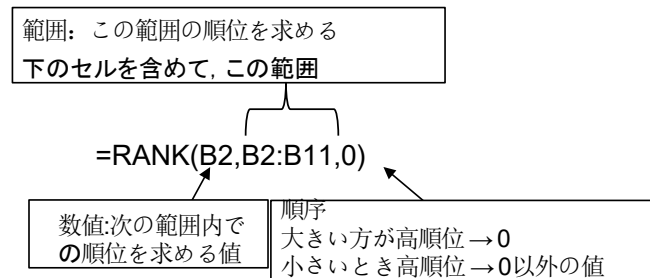 範囲：この範囲の順位を求める
下のセルを含めて，この範囲
=RANK(B2,B2:B11,0)
数値:次の範囲内で
の順位を求める値
順序
大きい方が高順位→0
小さいとき高順位→0以外の値